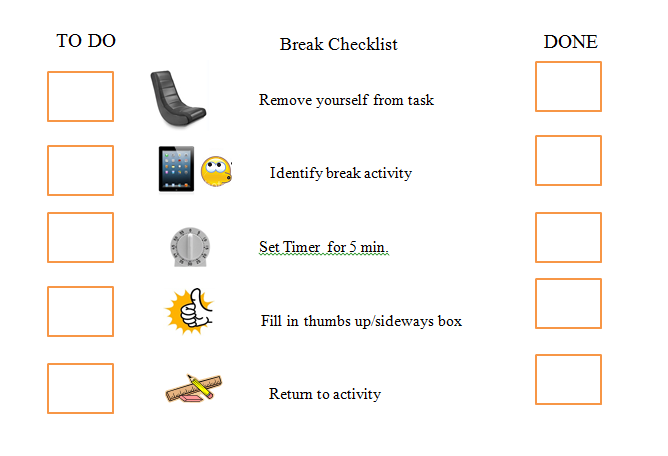 TO DO
Break Checklist
DONE
Remove yourself from task
Identify break activity
Set Timer for 5 min.
Fill in thumbs up/sideways box
Return to activity